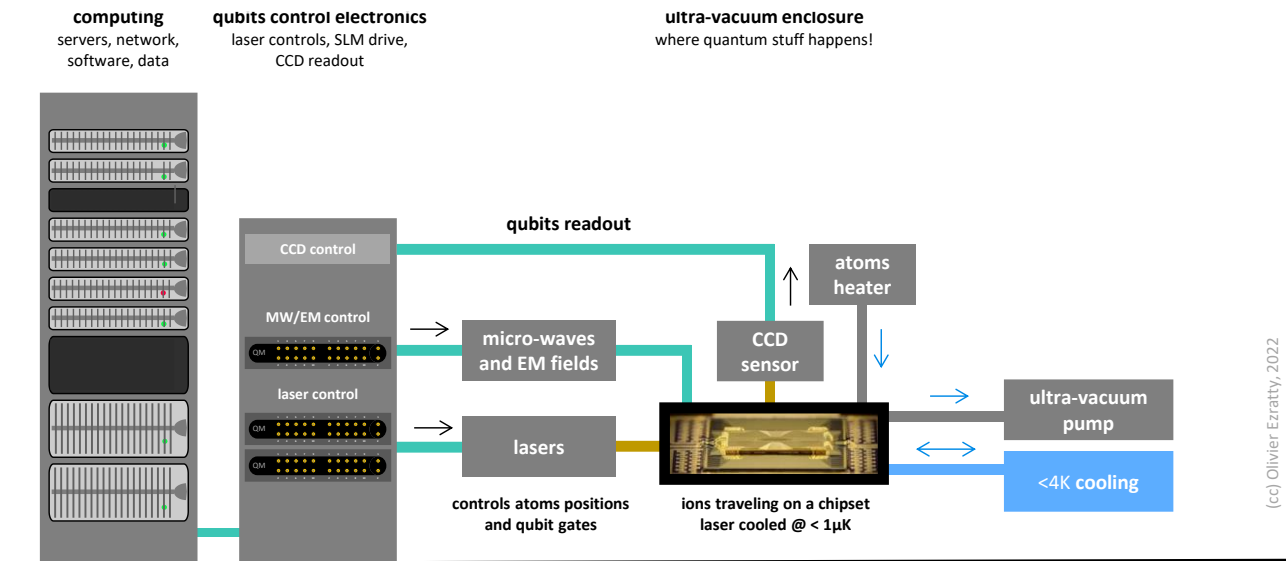 computing
servers, network,
software, data
qubits control electronics
laser controls, SLM drive,
CCD readout
ultra-vacuum enclosure
where quantum stuff happens!
CCD control
MW/EM control
QM
laser control
QM
QM
qubits readout
micro-waves
and EM fields
lasers
controls atoms positions
and qubit gates
CCD
sensor
atoms
heater
ions traveling on a chipset
laser cooled @ < 1µK
ultra-vacuum
pump
<4K cooling
(cc) Olivier Ezratty, 2022